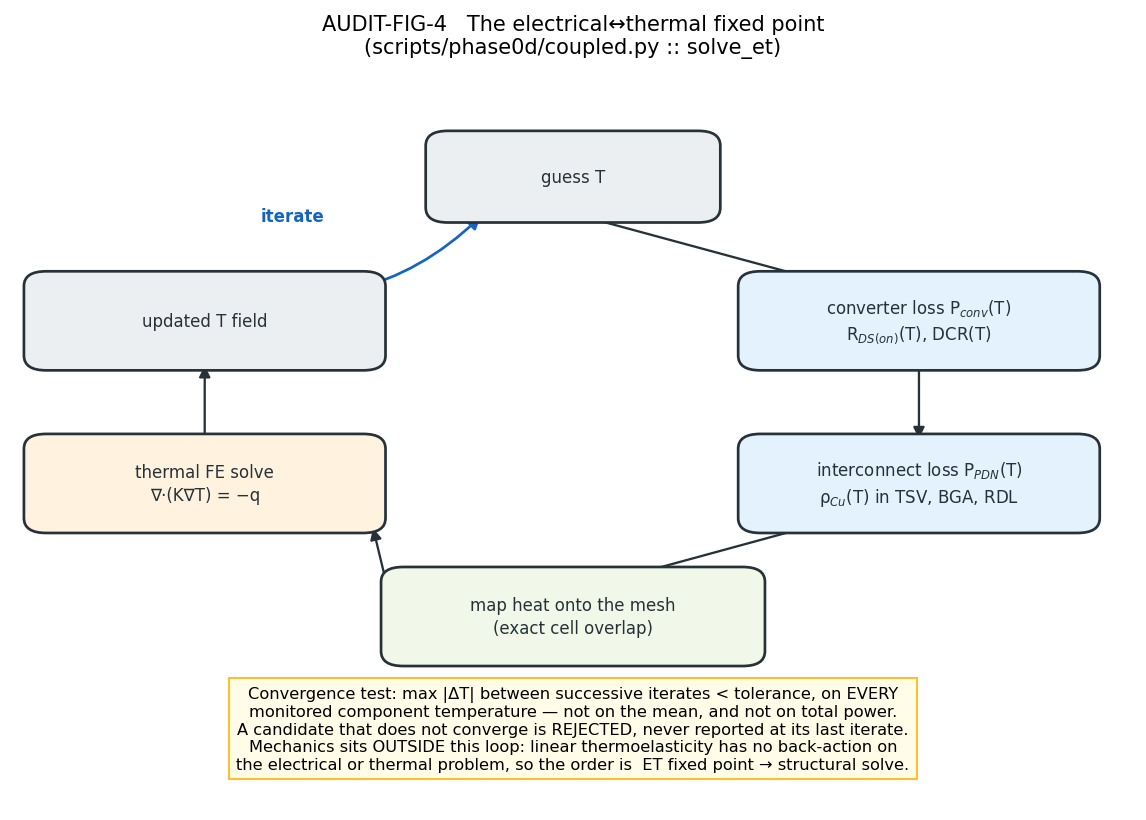 AUDIT-FIG-4   The electrical↔thermal fixed point
(scripts/phase0d/coupled.py :: solve_et)
guess T
iterate
updated T field
converter loss P_conv(T)
R_DS(on)(T), DCR(T)
thermal FE solve
∇·(K∇T) = −q
interconnect loss P_PDN(T)
ρ_Cu(T) in TSV, BGA, RDL
map heat onto the mesh
(exact cell overlap)
Convergence test: max |ΔT| between successive iterates < tolerance, on EVERY
monitored component temperature — not on the mean, and not on total power.
A candidate that does not converge is REJECTED, never reported at its last iterate.
Mechanics sits OUTSIDE this loop: linear thermoelasticity has no back-action on
the electrical or thermal problem, so the order is  ET fixed point → structural solve.